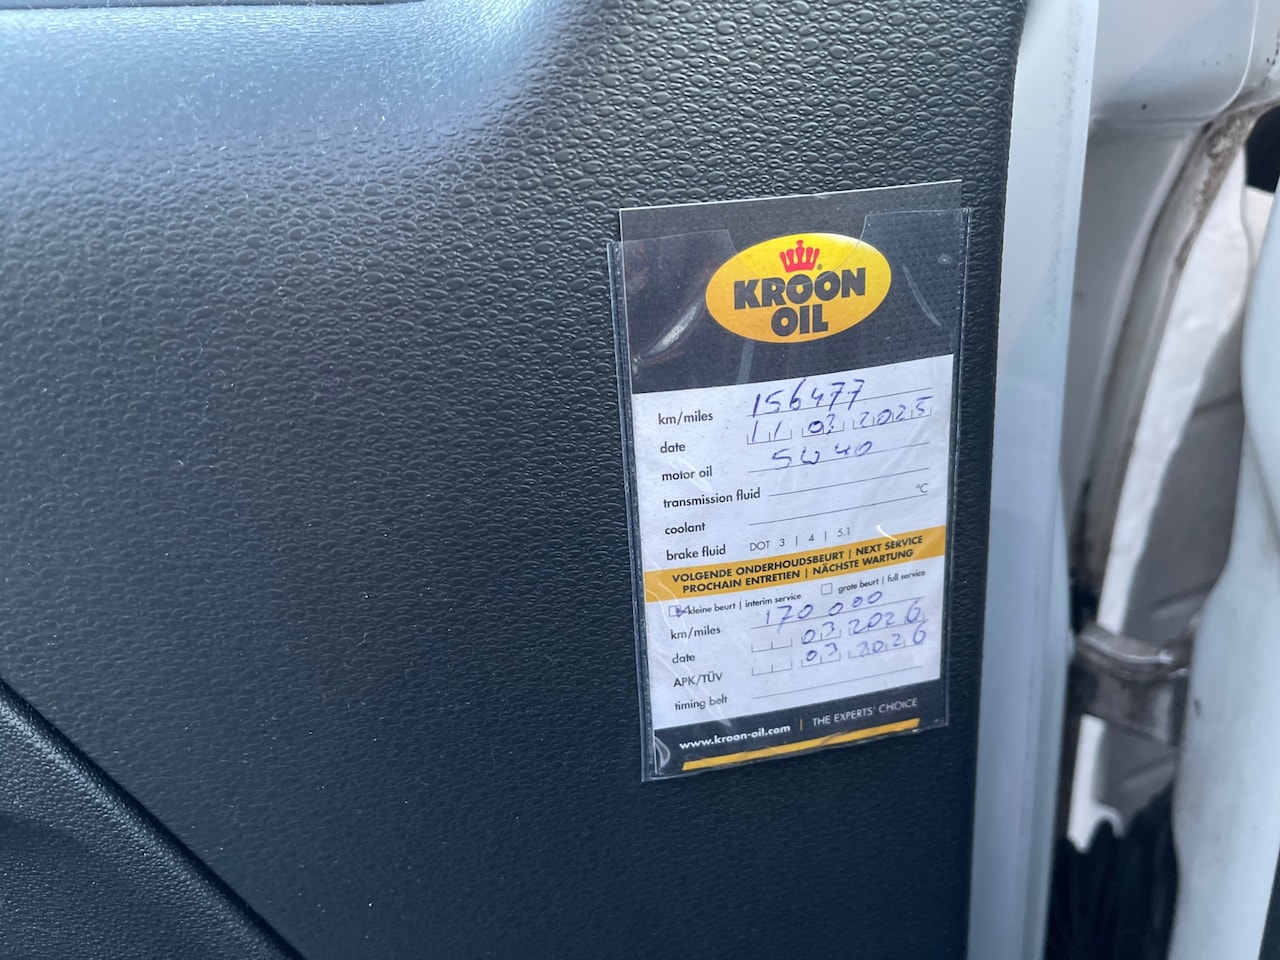 KROON
OIL
®
km/miles 156477
date 11 03 2025
motor oil 5W40
transmission fluid
coolant °C
brake fluid DOT 3 | 4 | 5.1
VOLGENDE ONDERHOUDSBEURT | NEXT SERVICE
PROCHAIN ENTRETIEN | NÄCHSTE WARTUNG
kleine beurt | interim service grote beurt | full service
km/miles 170 000
date 03 2026
APK/TÜV 03 2026
timing belt
www.kroon-oil.com | THE EXPERTS' CHOICE